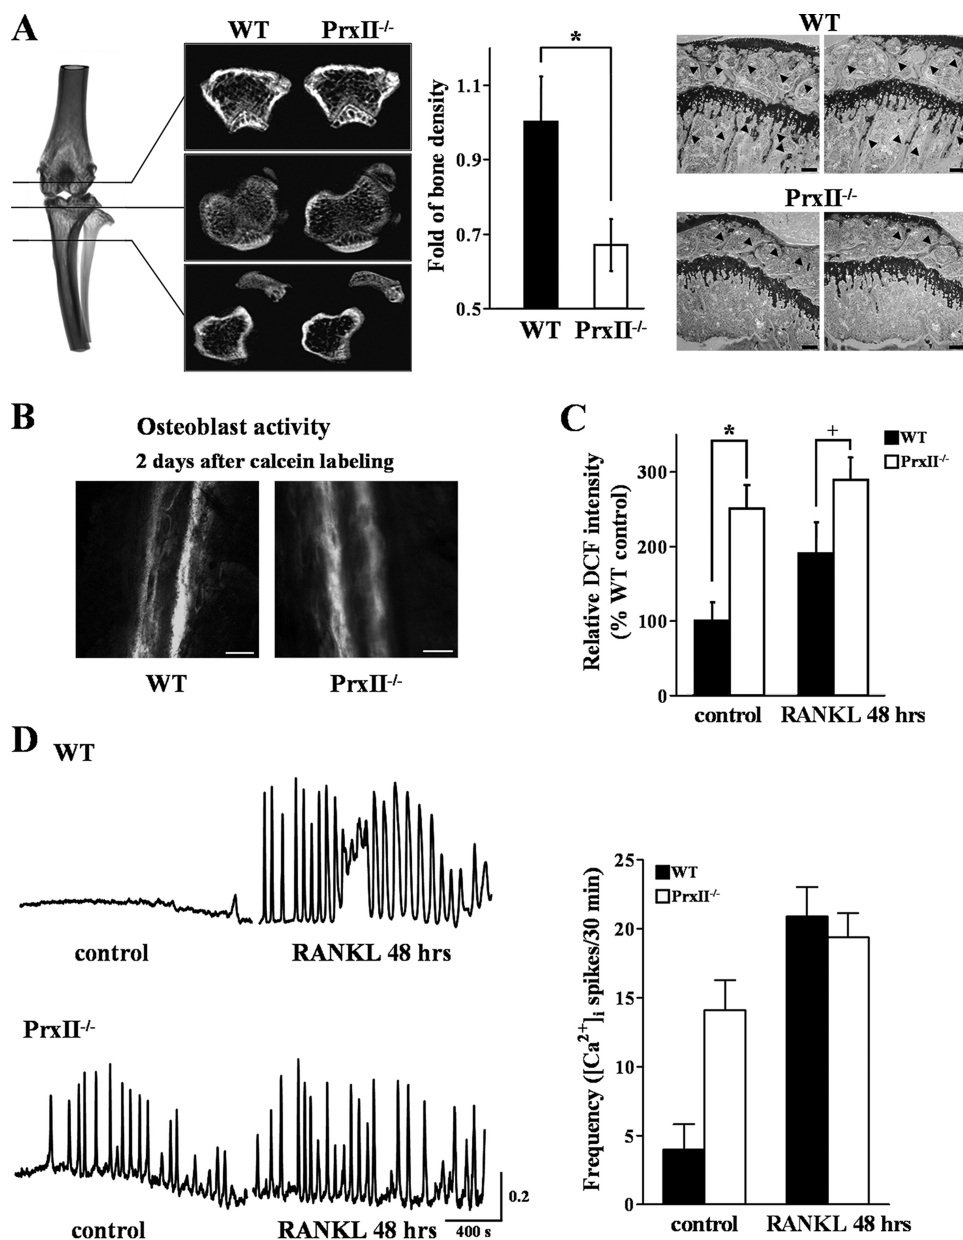 A
WT PrxII-/-
Fold of bone density
1.1
0.9
0.7
0.5
*
WT PrxII-/-
WT
PrxII-/-
B
Osteoblast activity
2 days after calcein labeling
WT PrxII-/-
C
Relative DCF intensity
(% WT control)
300
200
100
0
* +
WT
PrxII-/-
control RANKL 48 hrs
D
WT
control RANKL 48 hrs
PrxII-/-
control RANKL 48 hrs
0.2
400 s
Frequency ([Ca2+]i spikes/30 min)
25
20
15
10
5
0
WT
PrxII-/-
control RANKL 48 hrs